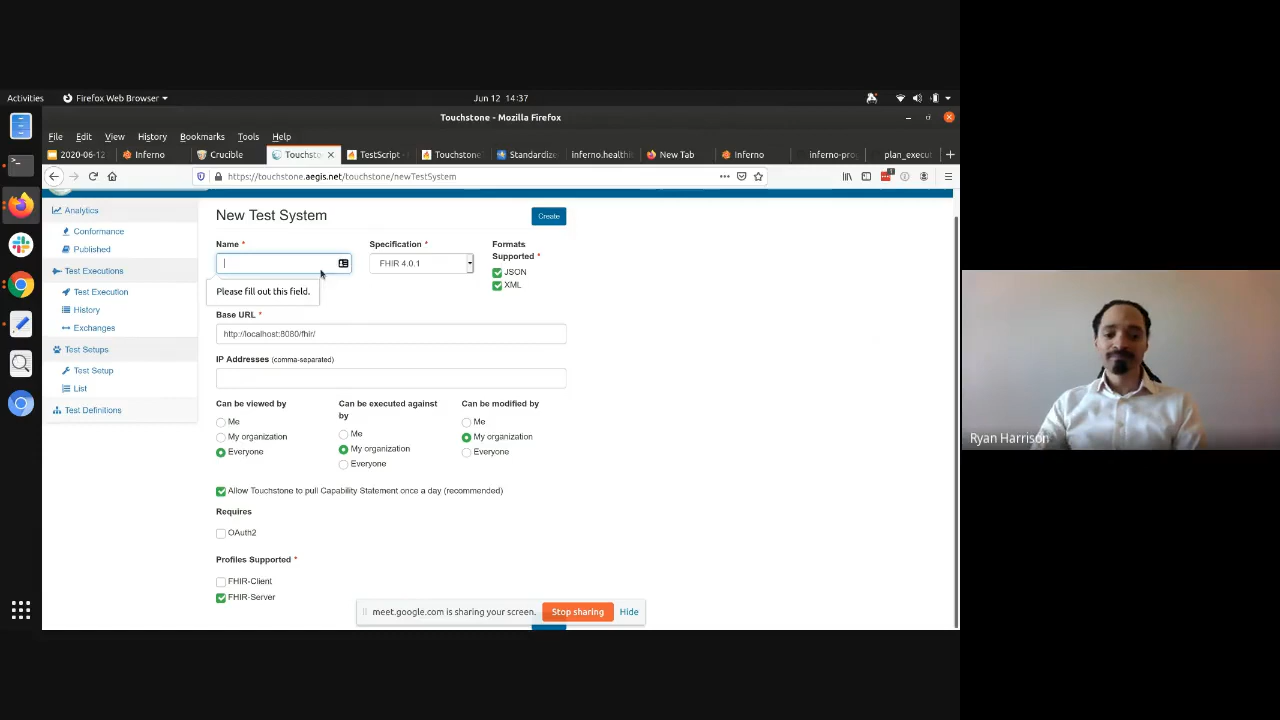 Activities
Firefox Web Browser
Jun 12 14:37
Touchstone - Mozilla Firefox
File Edit View History Bookmarks Tools Help
2020-06-12
Inferno
Crucible
Touchsto
TestScript
Touchstone
Standardize
inferno.healthl
New Tab
Inferno
inferno-pro
plan_execut
https://touchstone.aegis.net/touchstone/newTestSystem
Analytics
Conformance
Published
Test Executions
Test Execution
History
Exchanges
Test Setups
Test Setup
List
Test Definitions
New Test System
Create
Name *
Specification *
FHIR 4.0.1
Formats
Supported *
JSON
XML
Please fill out this field.
Base URL *
http://localhost:8080/fhir/
IP Addresses (comma-separated)
Can be viewed by
Me
My organization
Everyone
Can be executed against
by
Me
My organization
Everyone
Can be modified by
Me
My organization
Everyone
Allow Touchstone to pull Capability Statement once a day (recommended)
Requires
OAuth2
Profiles Supported *
FHIR-Client
FHIR-Server
meet.google.com is sharing your screen.
Stop sharing
Hide
Ryan Harrison